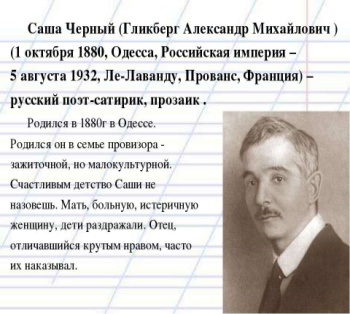 Саша Черный (Гликберг Александр Михайлович )
(1 октября 1880, Одесса, Российская империя –
5 августа 1932, Ле-Лаванду, Прованс, Франция) –
русский поэт-сатирик, прозаик .
Родился в 1880г в Одессе.
Родился он в семье провизора -
зажиточной, но малокультурной.
Счастливым детство Саши не
назовешь. Мать, больную, истеричную
женщину, дети раздражали. Отец,
отличавшийся крутым нравом, часто
их наказывал.